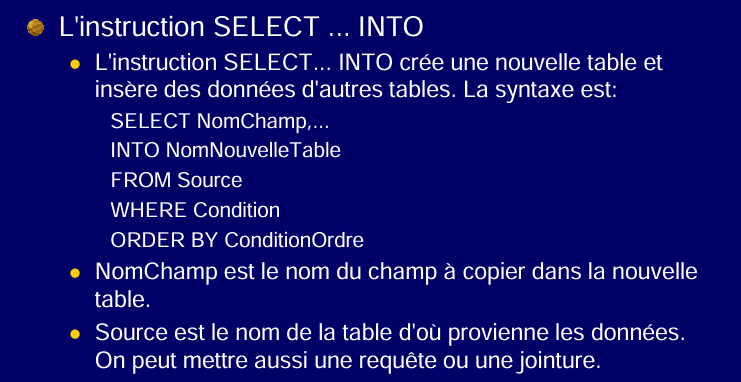 L'instruction SELECT ... INTO
L'instruction SELECT... INTO crée une nouvelle table et
insère des données d'autres tables. La syntaxe est:
SELECT NomChamp,...
INTO NomNouvelleTable
FROM Source
WHERE Condition
ORDER BY ConditionOrdre
NomChamp est le nom du champ à copier dans la nouvelle
table.
Source est le nom de la table d'où provienne les données.
On peut mettre aussi une requête ou une jointure.